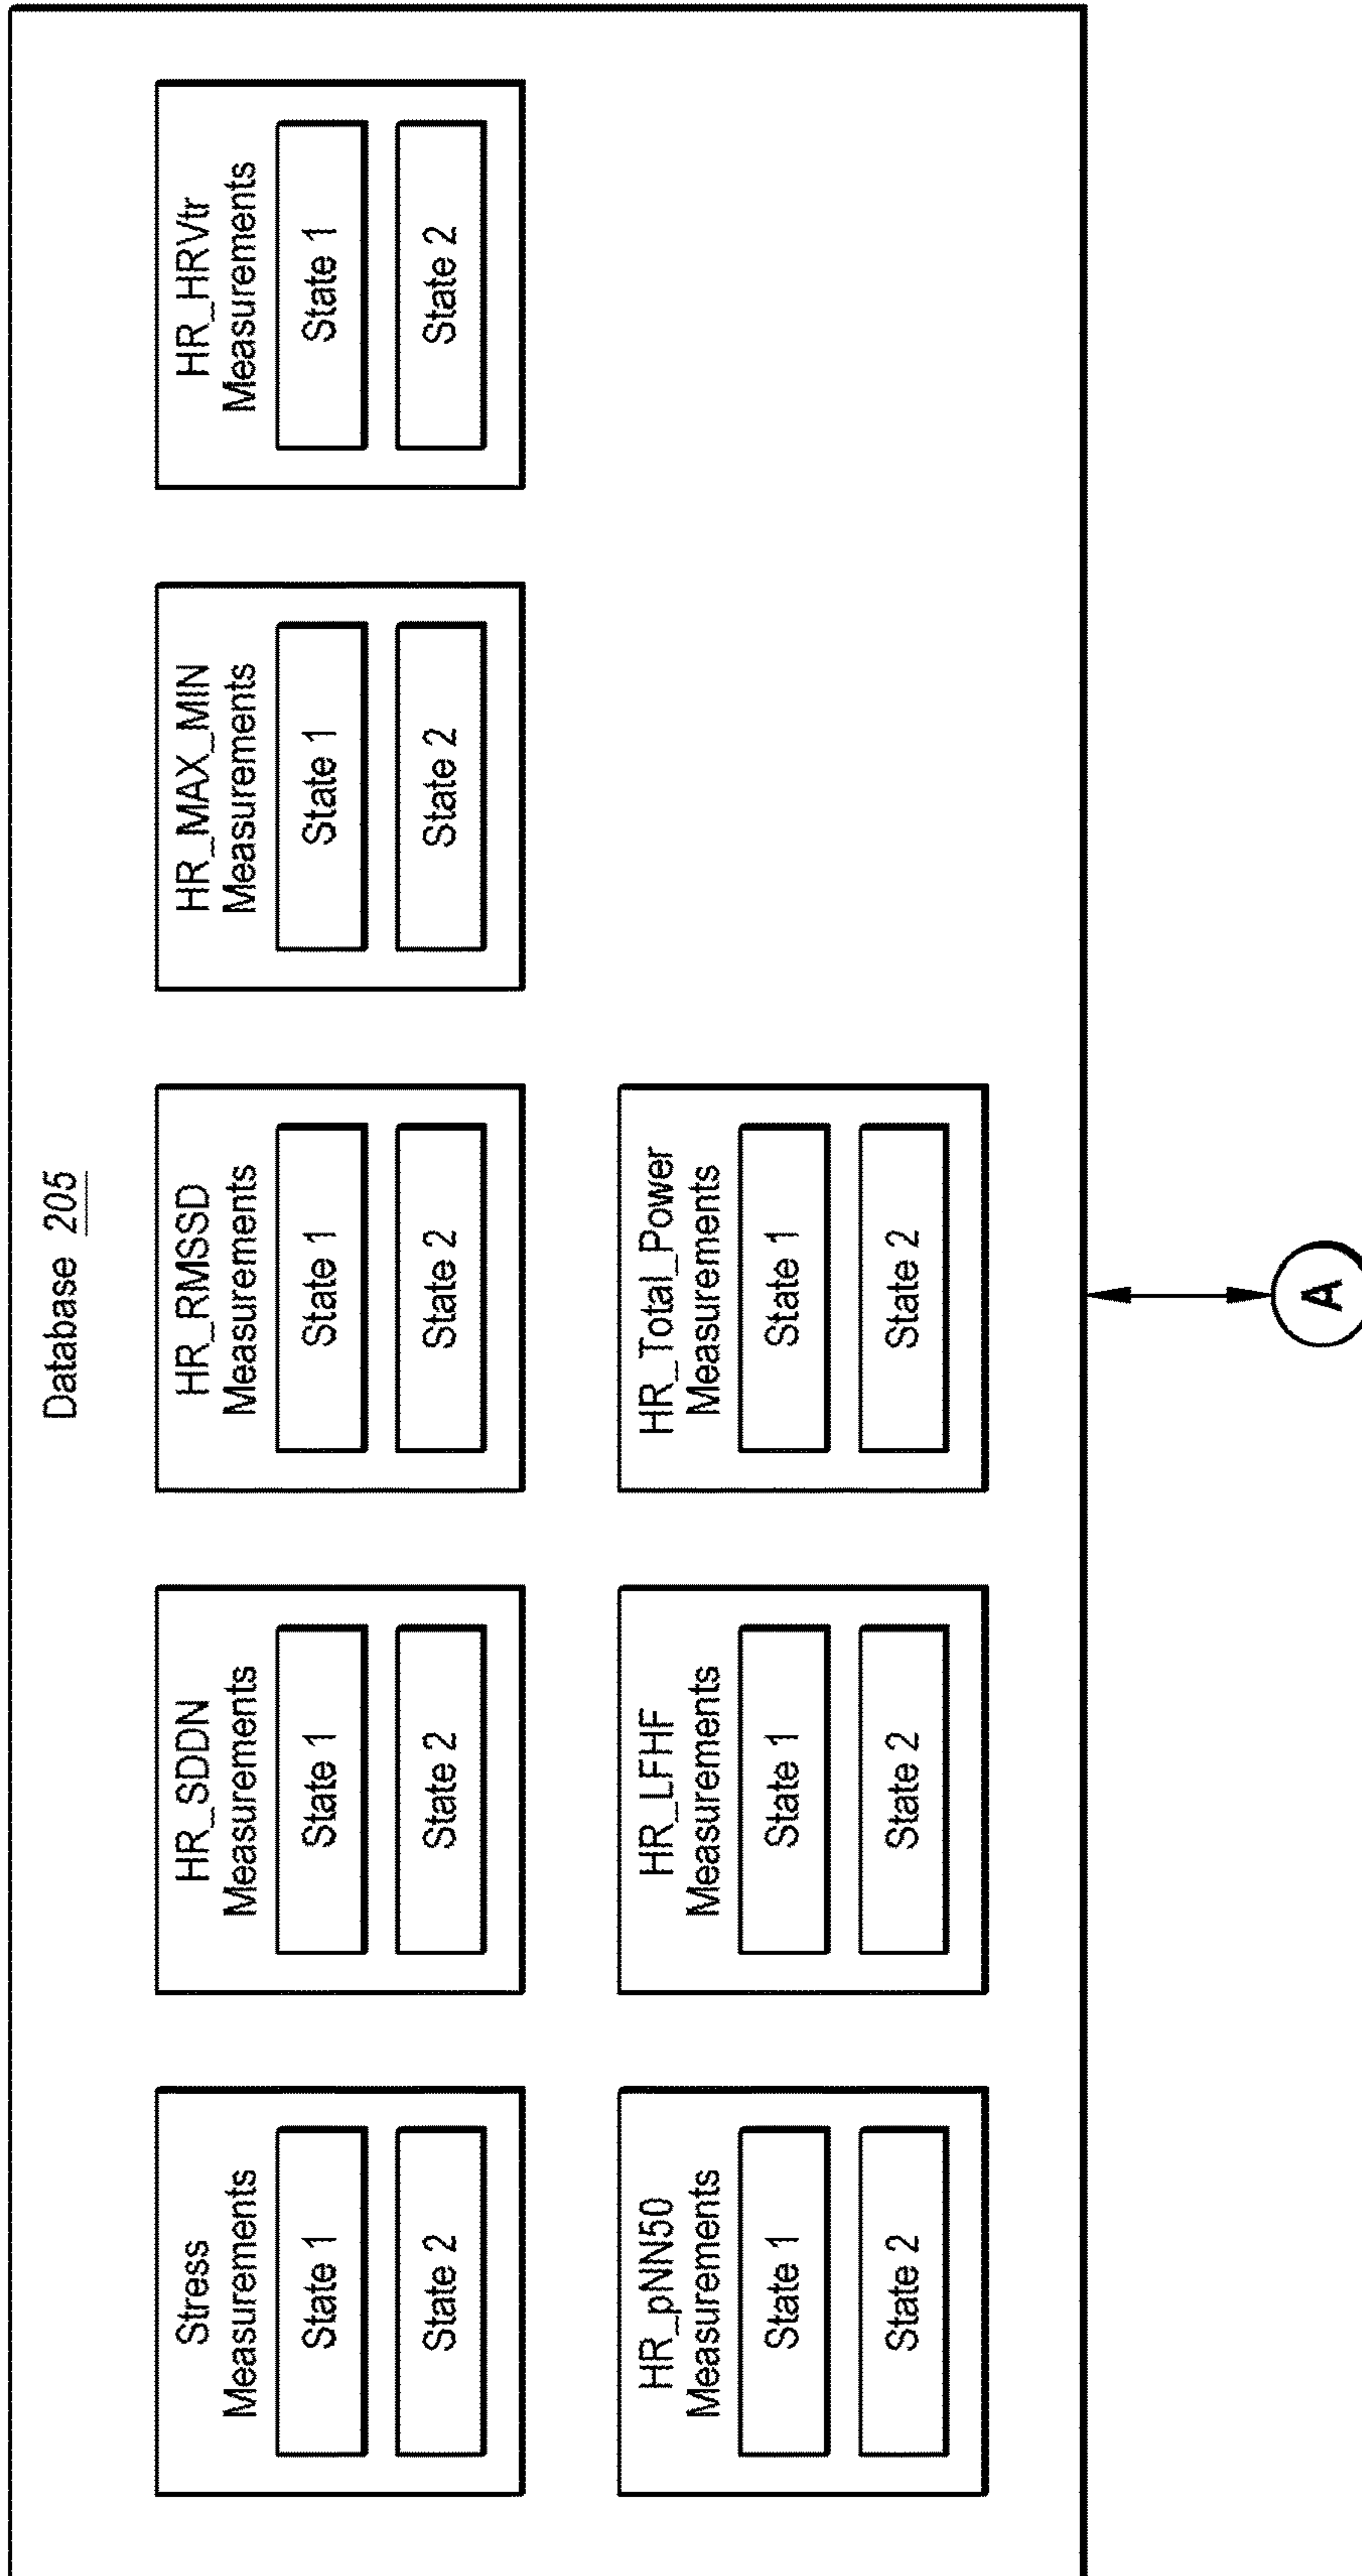 Database 205
Stress
Measurements
State 1
State 2
HR_SDDN
Measurements
State 1
State 2
HR_RMSSD
Measurements
State 1
State 2
HR_MAX_MIN
Measurements
State 1
State 2
HR_HRVtr
Measurements
State 1
State 2
HR_pNN50
Measurements
State 1
State 2
HR_LFHF
Measurements
State 1
State 2
HR_Total_Power
Measurements
State 1
State 2
A